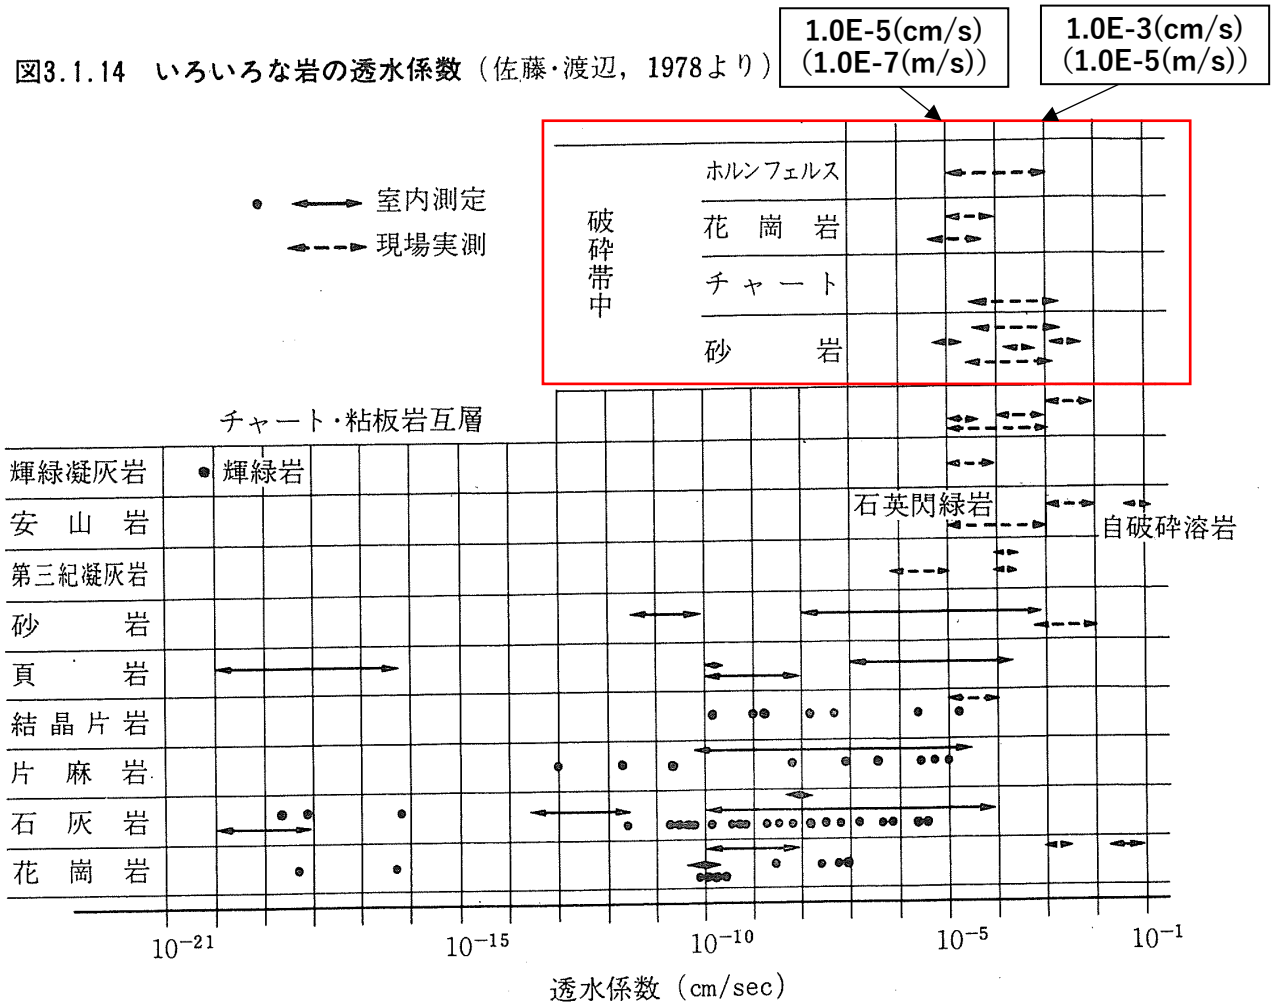 図3.1.14 いろいろな岩の透水係数(佐藤・渡辺, 1978より)
1.0E-5(cm/s)
(1.0E-7(m/s))
1.0E-3(cm/s)
(1.0E-5(m/s))
室内測定
現場実測
破砕帯中
ホルンフェルス
花崗岩
チャート
砂岩
チャート・粘板岩互層
輝緑凝灰岩
輝緑岩
安山岩
石英閃緑岩
自破砕溶岩
第三紀凝灰岩
砂岩
頁岩
結晶片岩
片麻岩
石灰岩
花崗岩
10⁻²¹ 10⁻¹⁵ 10⁻¹⁰ 10⁻⁵ 10⁻¹
透水係数 (cm/sec)